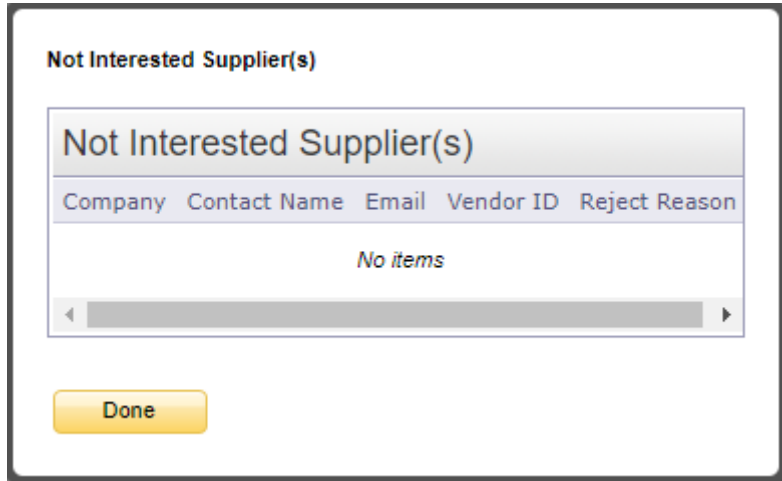 Not Interested Supplier(s)
Not Interested Supplier(s)
Company Contact Name Email Vendor ID Reject Reason
No items
Done